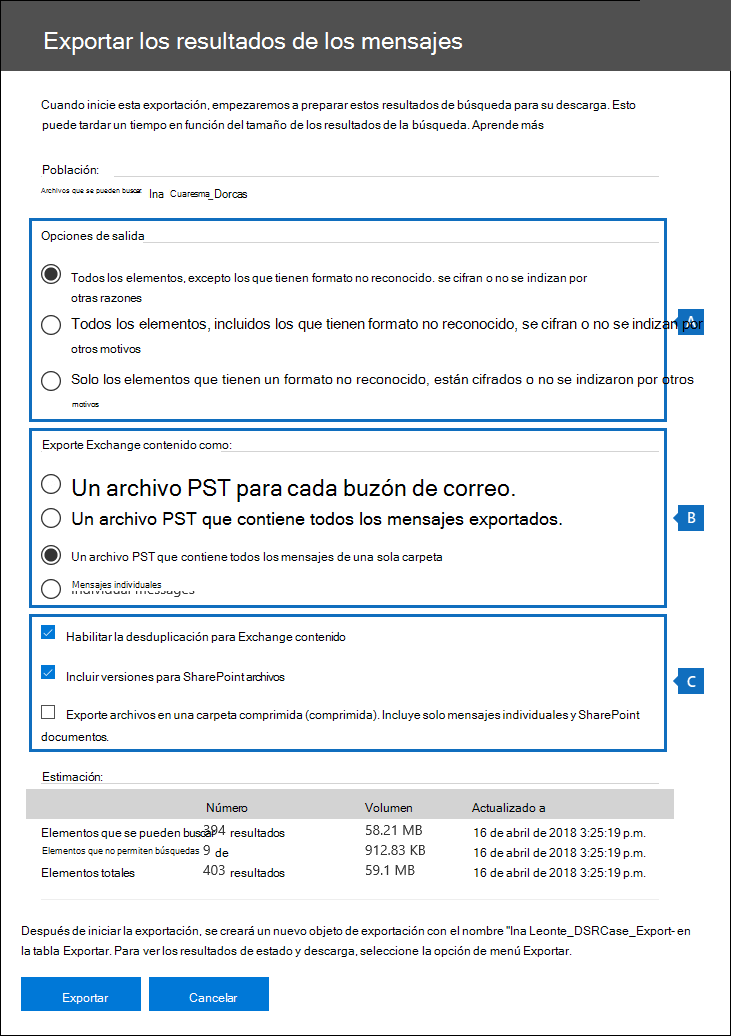 Exportar los resultados de los mensajes
Cuando inicie esta exportación, empezaremos a preparar estos resultados de búsqueda para su descarga. Esto
puede tardar un tiempo en función del tamaño de los resultados de la búsqueda. Aprende más
Población:
Archivos que se pueden buscar Ina Cuaresma_Dorcas
Opciones de salida
Todos los elementos, excepto los que tienen formato no reconocido. se cifran o no se indizan por
otras razones
Todos los elementos, incluidos los que tienen formato no reconocido, se cifran o no se indizan por
A
otros motivos
Solo los elementos que tienen un formato no reconocido, están cifrados o no se indizaron por otros
motivos
Exporte Exchange contenido como:
Un archivo PST para cada buzón de correo.
Un archivo PST que contiene todos los mensajes exportados.
B
Un archivo PST que contiene todos los mensajes de una sola carpeta
Mensajes individuales
Individual messages
Habilitar la desduplicación para Exchange contenido
Incluir versiones para SharePoint archivos
C
Exporte archivos en una carpeta comprimida (comprimida). Incluye solo mensajes individuales y SharePoint
documentos.
Estimación:
Número Volumen Actualizado a
Elementos que se pueden buscar 394 resultados 58.21 MB 16 de abril de 2018 3:25:19 p.m.
Elementos que no permiten búsquedas 9 de 912.83 KB 16 de abril de 2018 3:25:19 p.m.
Elementos totales 403 resultados 59.1 MB 16 de abril de 2018 3:25:19 p.m.
Después de iniciar la exportación, se creará un nuevo objeto de exportación con el nombre "Ina Leonte_DSRCase_Export- en
la tabla Exportar. Para ver los resultados de estado y descarga, seleccione la opción de menú Exportar.
Exportar Cancelar